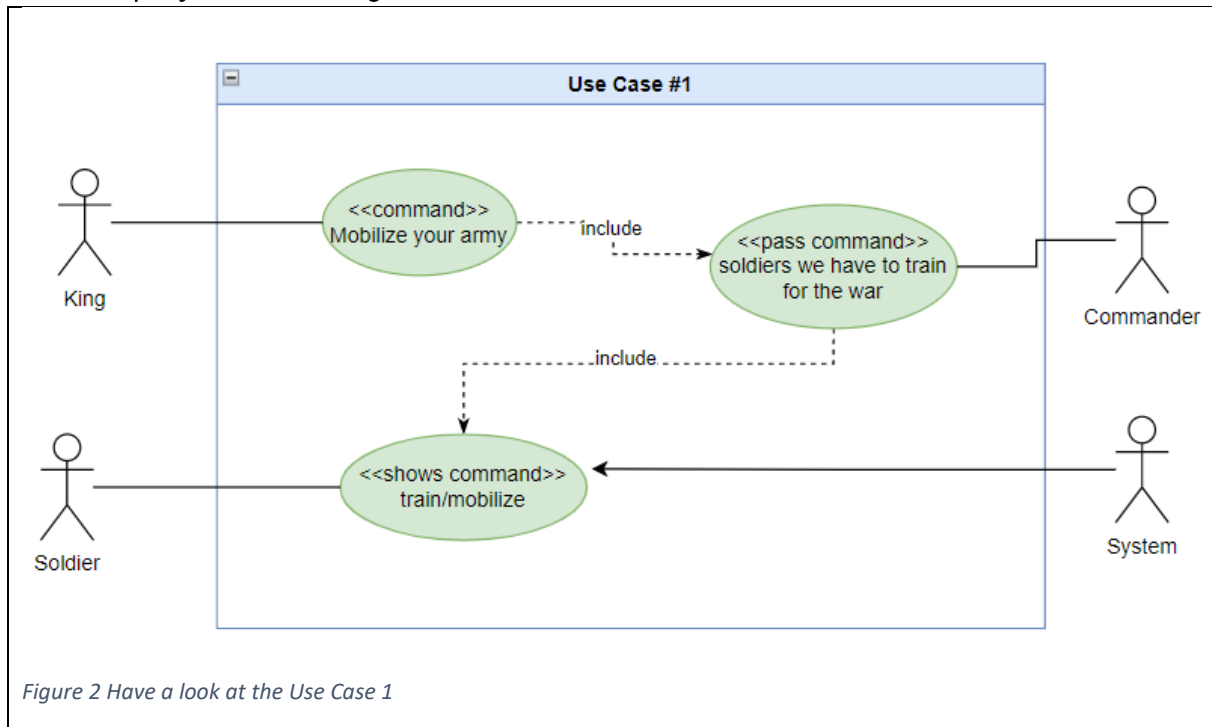 Use Case #1
<<command>>
Mobilize your army
include
<<pass command>>
soldiers we have to train
for the war
King
Commander
include
<<shows command>>
train/mobilize
Soldier
System
Figure 2 Have a look at the Use Case 1